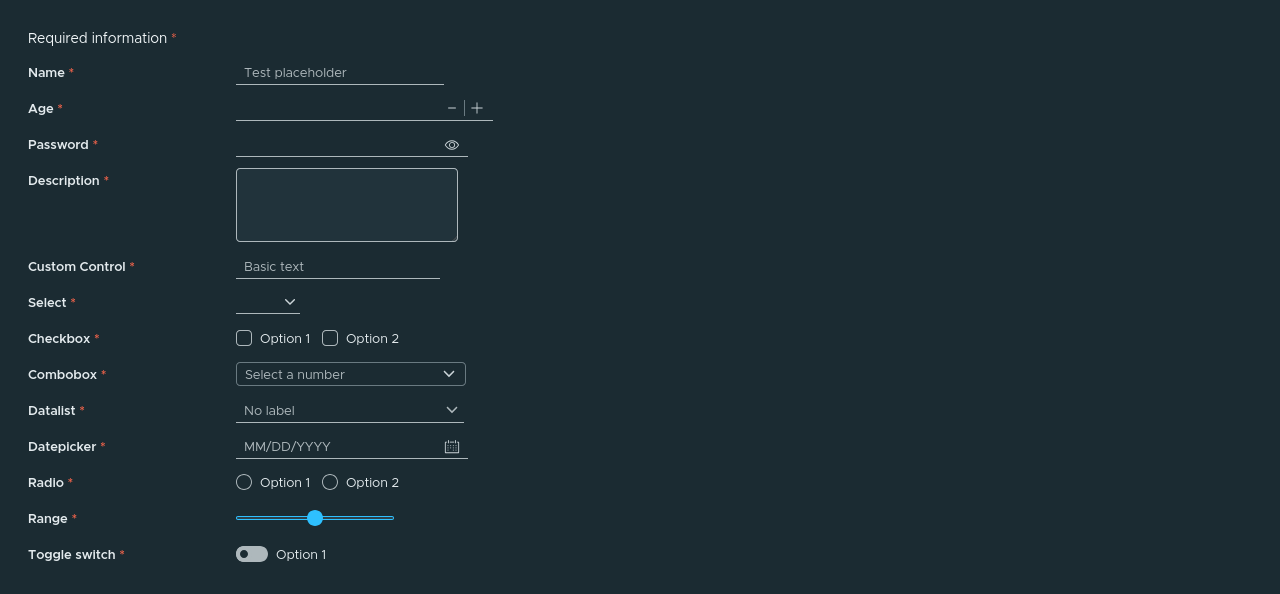 Required information *
Name * Test placeholder
Age *
Password *
Description *
Custom Control * Basic text
Select *
Checkbox * Option 1 Option 2
Combobox * Select a number
Datalist * No label
Datepicker * MM/DD/YYYY
Radio * Option 1 Option 2
Range *
Toggle switch * Option 1